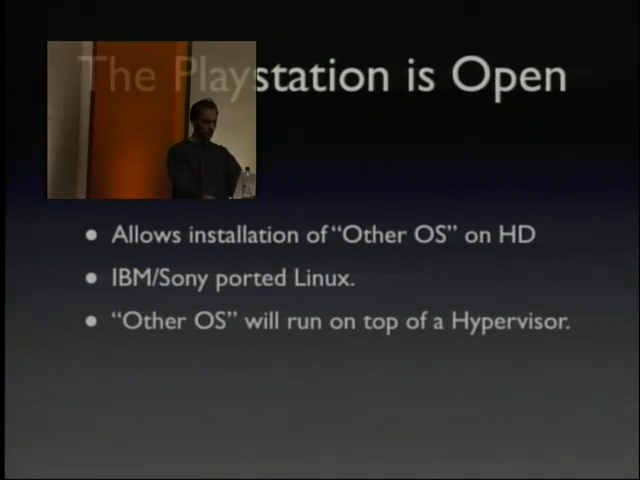 The Playstation is Open
• Allows installation of “Other OS” on HD
• IBM/Sony ported Linux.
• “Other OS” will run on top of a Hypervisor.